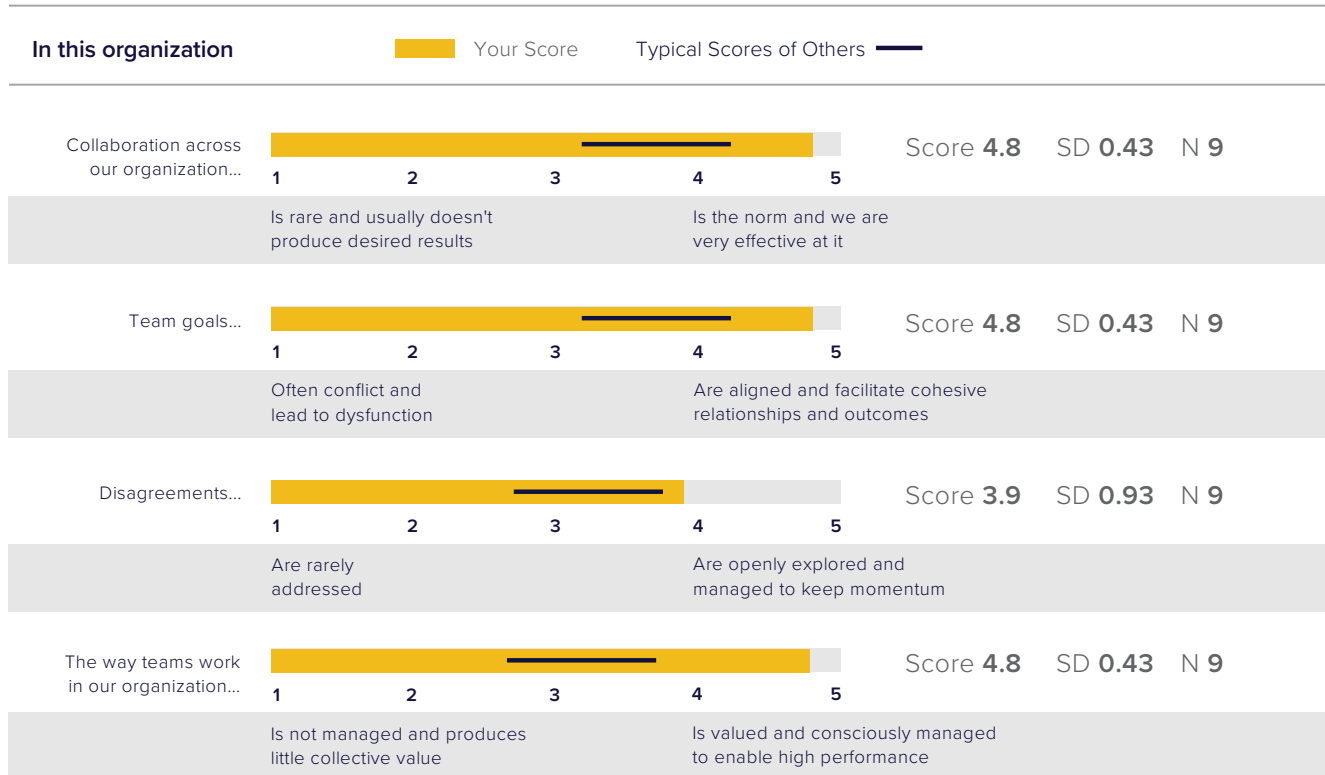 In this organization
Your Score
Typical Scores of Others
Collaboration across
our organization...
Score 4.8 SD 0.43 N 9
1 2 3 4 5
Is rare and usually doesn't
produce desired results
Is the norm and we are
very effective at it
Team goals...
Score 4.8 SD 0.43 N 9
1 2 3 4 5
Often conflict and
lead to dysfunction
Are aligned and facilitate cohesive
relationships and outcomes
Disagreements...
Score 3.9 SD 0.93 N 9
1 2 3 4 5
Are rarely
addressed
Are openly explored and
managed to keep momentum
The way teams work
in our organization...
Score 4.8 SD 0.43 N 9
1 2 3 4 5
Is not managed and produces
little collective value
Is valued and consciously managed
to enable high performance